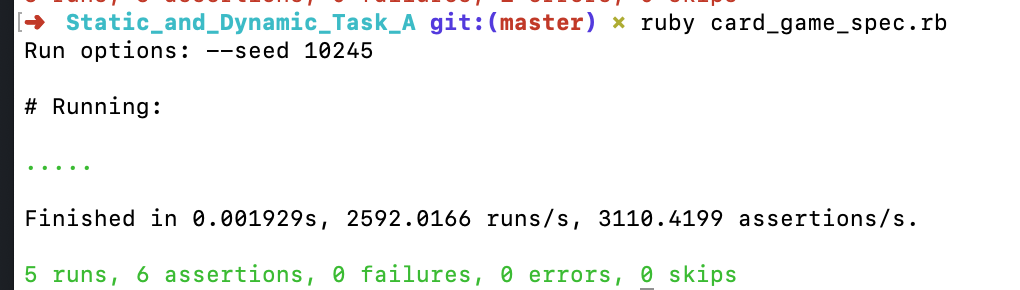 ➜ Static_and_Dynamic_Task_A git:(master) × ruby card_game_spec.rb
Run options: --seed 10245
# Running:
.....
Finished in 0.001929s, 2592.0166 runs/s, 3110.4199 assertions/s.
5 runs, 6 assertions, 0 failures, 0 errors, 0 skips